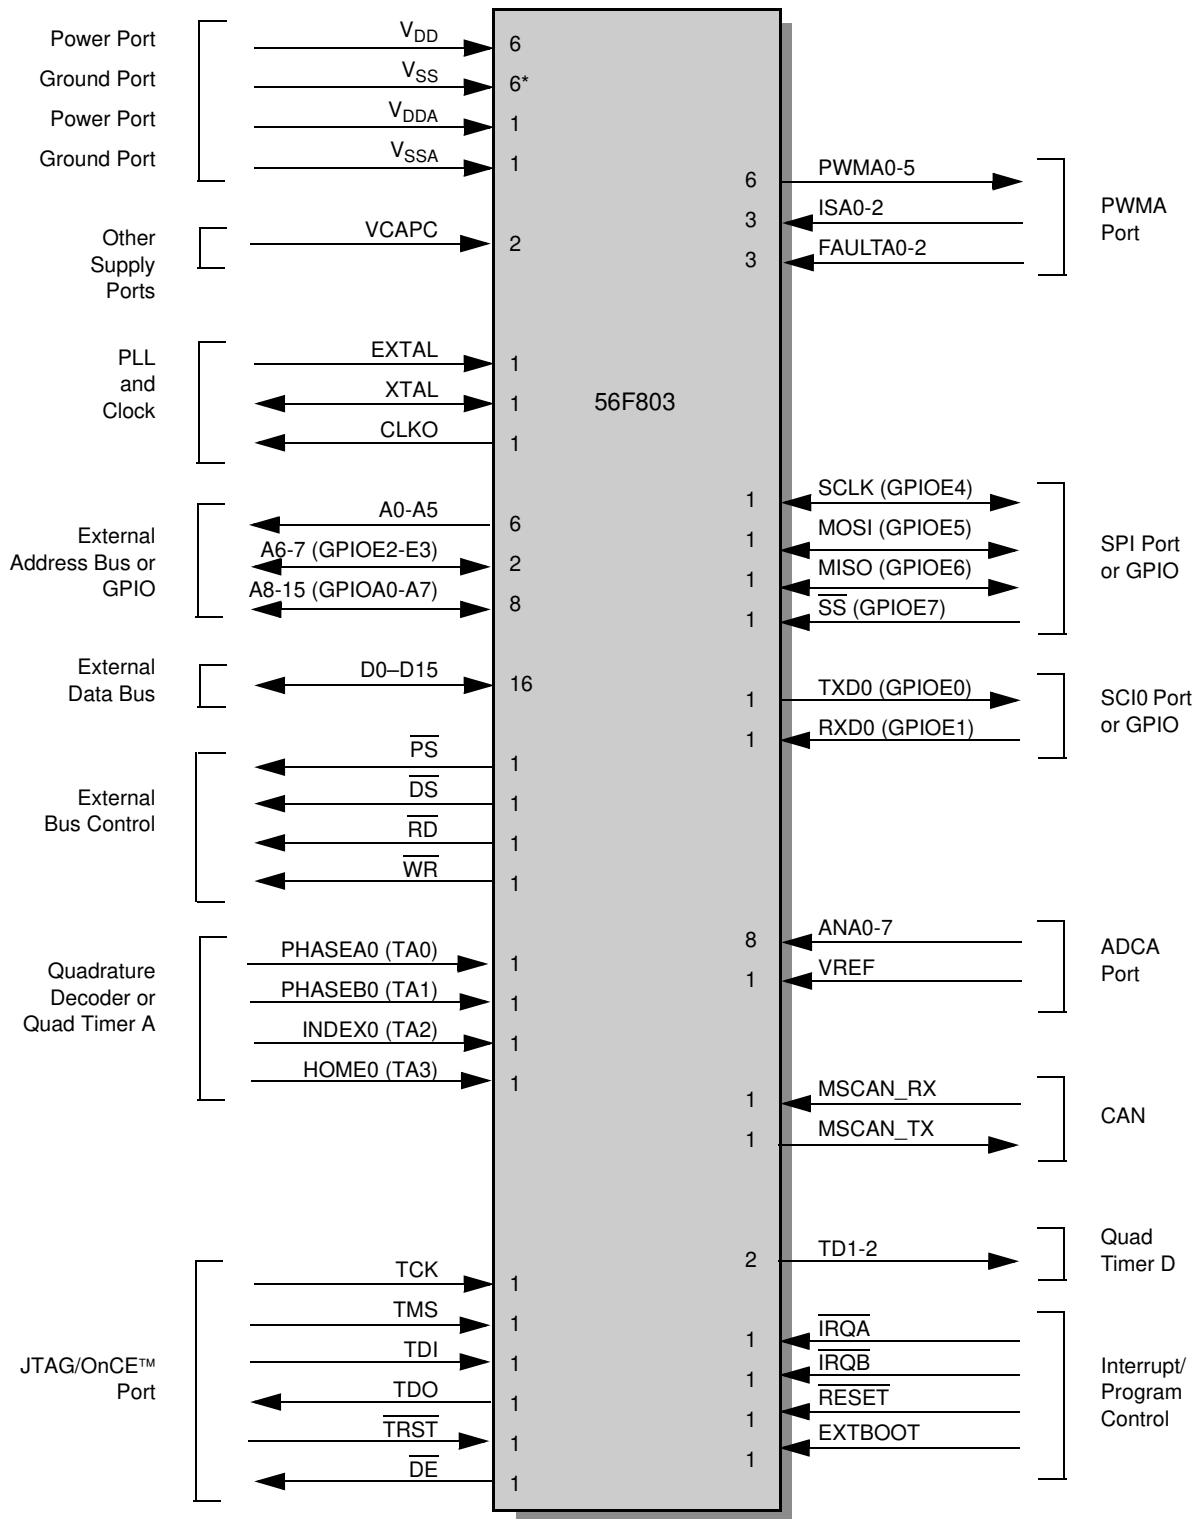 Power Port
V_DD
6
Ground Port
V_SS
6*
Power Port
V_DDA
1
Ground Port
V_SSA
1
Other
Supply
Ports
VCAPC
2
PLL
and
Clock
EXTAL
1
XTAL
1
CLKO
1
External
Address Bus or
GPIO
A0-A5
6
A6-7 (GPIOE2-E3)
2
A8-15 (GPIOA0-A7)
8
External
Data Bus
D0–D15
16
External
Bus Control
PS
1
DS
1
RD
1
WR
1
Quadrature
Decoder or
Quad Timer A
PHASEA0 (TA0)
1
PHASEB0 (TA1)
1
INDEX0 (TA2)
1
HOME0 (TA3)
1
JTAG/OnCE™
Port
TCK
1
TMS
1
TDI
1
TDO
1
TRST
1
DE
1
56F803
6
PWMA0-5
3
ISA0-2
3
FAULTA0-2
PWMA
Port
1
SCLK (GPIOE4)
1
MOSI (GPIOE5)
1
MISO (GPIOE6)
1
SS (GPIOE7)
SPI Port
or GPIO
1
TXD0 (GPIOE0)
1
RXD0 (GPIOE1)
SCI0 Port
or GPIO
8
ANA0-7
1
VREF
ADCA
Port
1
MSCAN_RX
1
MSCAN_TX
CAN
2
TD1-2
Quad
Timer D
1
IRQA
1
IRQB
1
RESET
1
EXTBOOT
Interrupt/
Program
Control